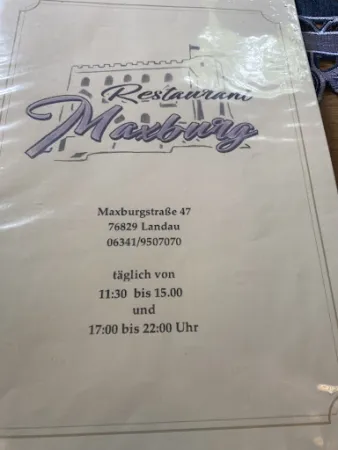 Restaurant
Maxburg
Maxburgstraße 47
76829 Landau
06341/9507070
täglich von
11:30 bis 15.00
und
17:00 bis 22:00 Uhr